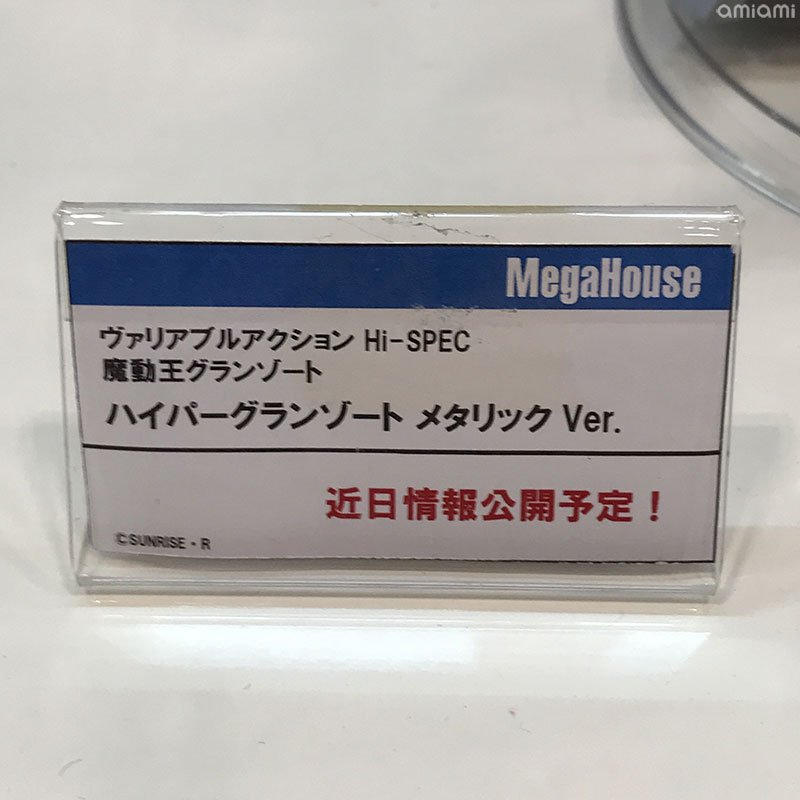 amiami
MegaHouse
ヴァリアブルアクション Hi-SPEC
魔動王グランゾート
ハイパーグランゾート メタリック Ver.
近日情報公開予定！
©SUNRISE・R